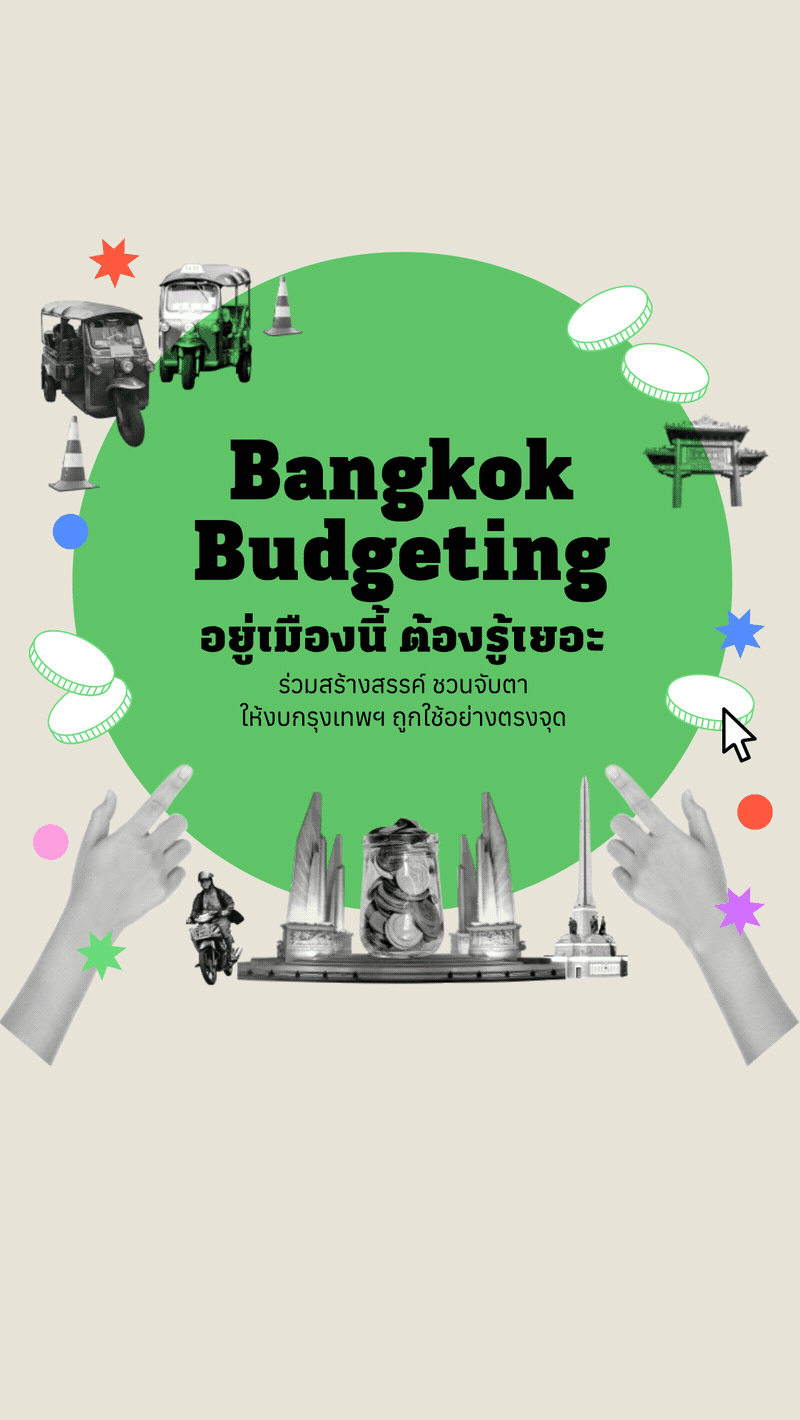 Bangkok
Budgeting
อยู่เมืองนี้ ต้องรู้เยอะ
ร่วมสร้างสรรค์ ชวนจับตา
ให้งบกรุงเทพฯ ถูกใช้อย่างตรงจุด